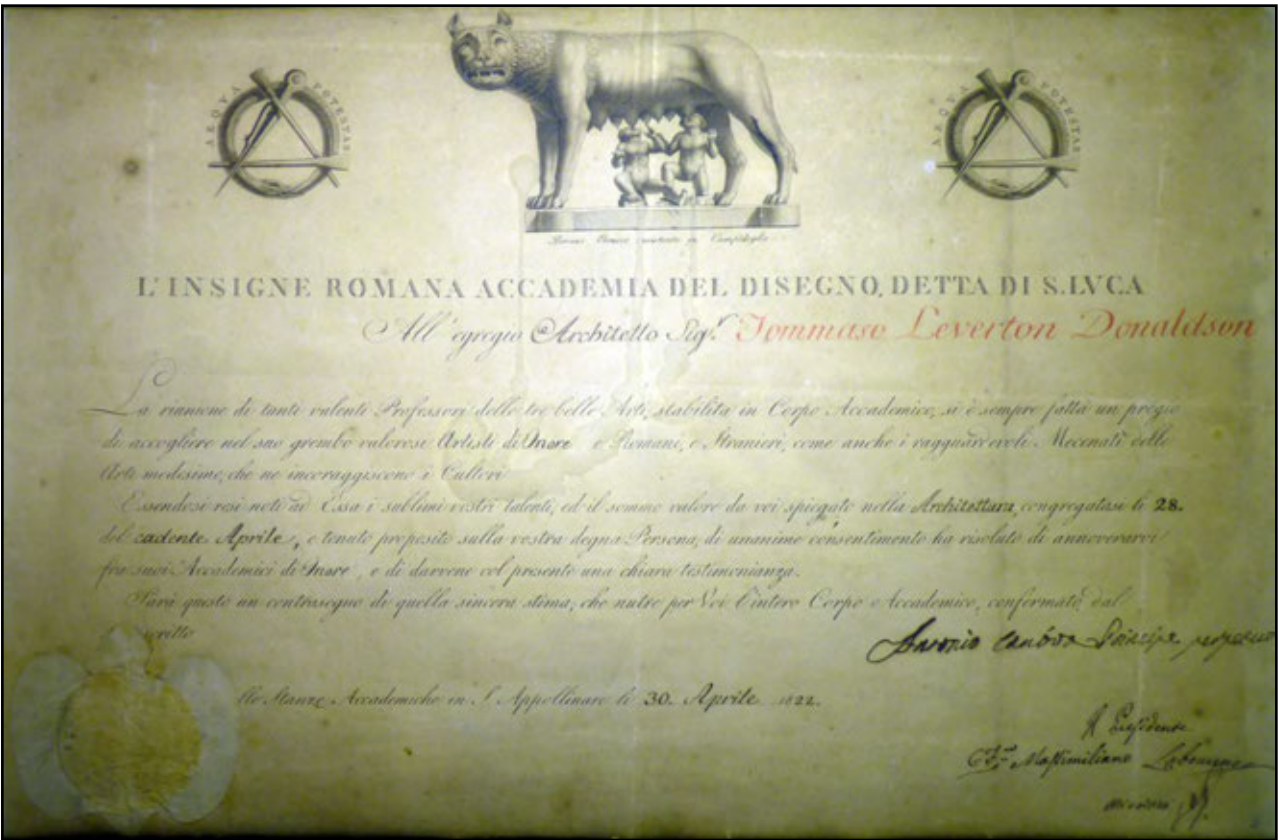 AEQUA POTESTAS
AEQUA POTESTAS
L'INSIGNE ROMANA ACCADEMIA DEL DISEGNO, DETTA DI S. LVCA
All' egregio Architetto Sigr. Tommaso Leverton Donaldson
La riunione di tanti valenti Professori delle tre belle Arti, stabilita in Corpo Accademico, si è sempre fatta un pregio
di accogliere nel suo grembo valorosi Artisti di Onore e Romani, e Stranieri, come anche i ragguardevoli Mecenati delle
Arti medesime, che ne incoraggiscono i Cultori
Essendosi resi noti ad Essa i sublimi vostri talenti, ed il sommo valore da voi spiegato nella Architettura, congregatasi li 28.
del cadente Aprile, e tenuto proposito sulla vostra degna Persona, di unanime consentimento ha risoluto di annoverarvi
fra suoi Accademici di Onore, e di darvene col presente una chiara testimonianza.
Sarà questo un contrasegno di quella sincera stima, che nutre per Voi l'intero Corpo Accademico, confermato dal
Antonio Canova Principe perpetuo
Stanze Accademiche in S. Appollinare li 30. Aprile 1822.
Il Presidente
Massimiliano